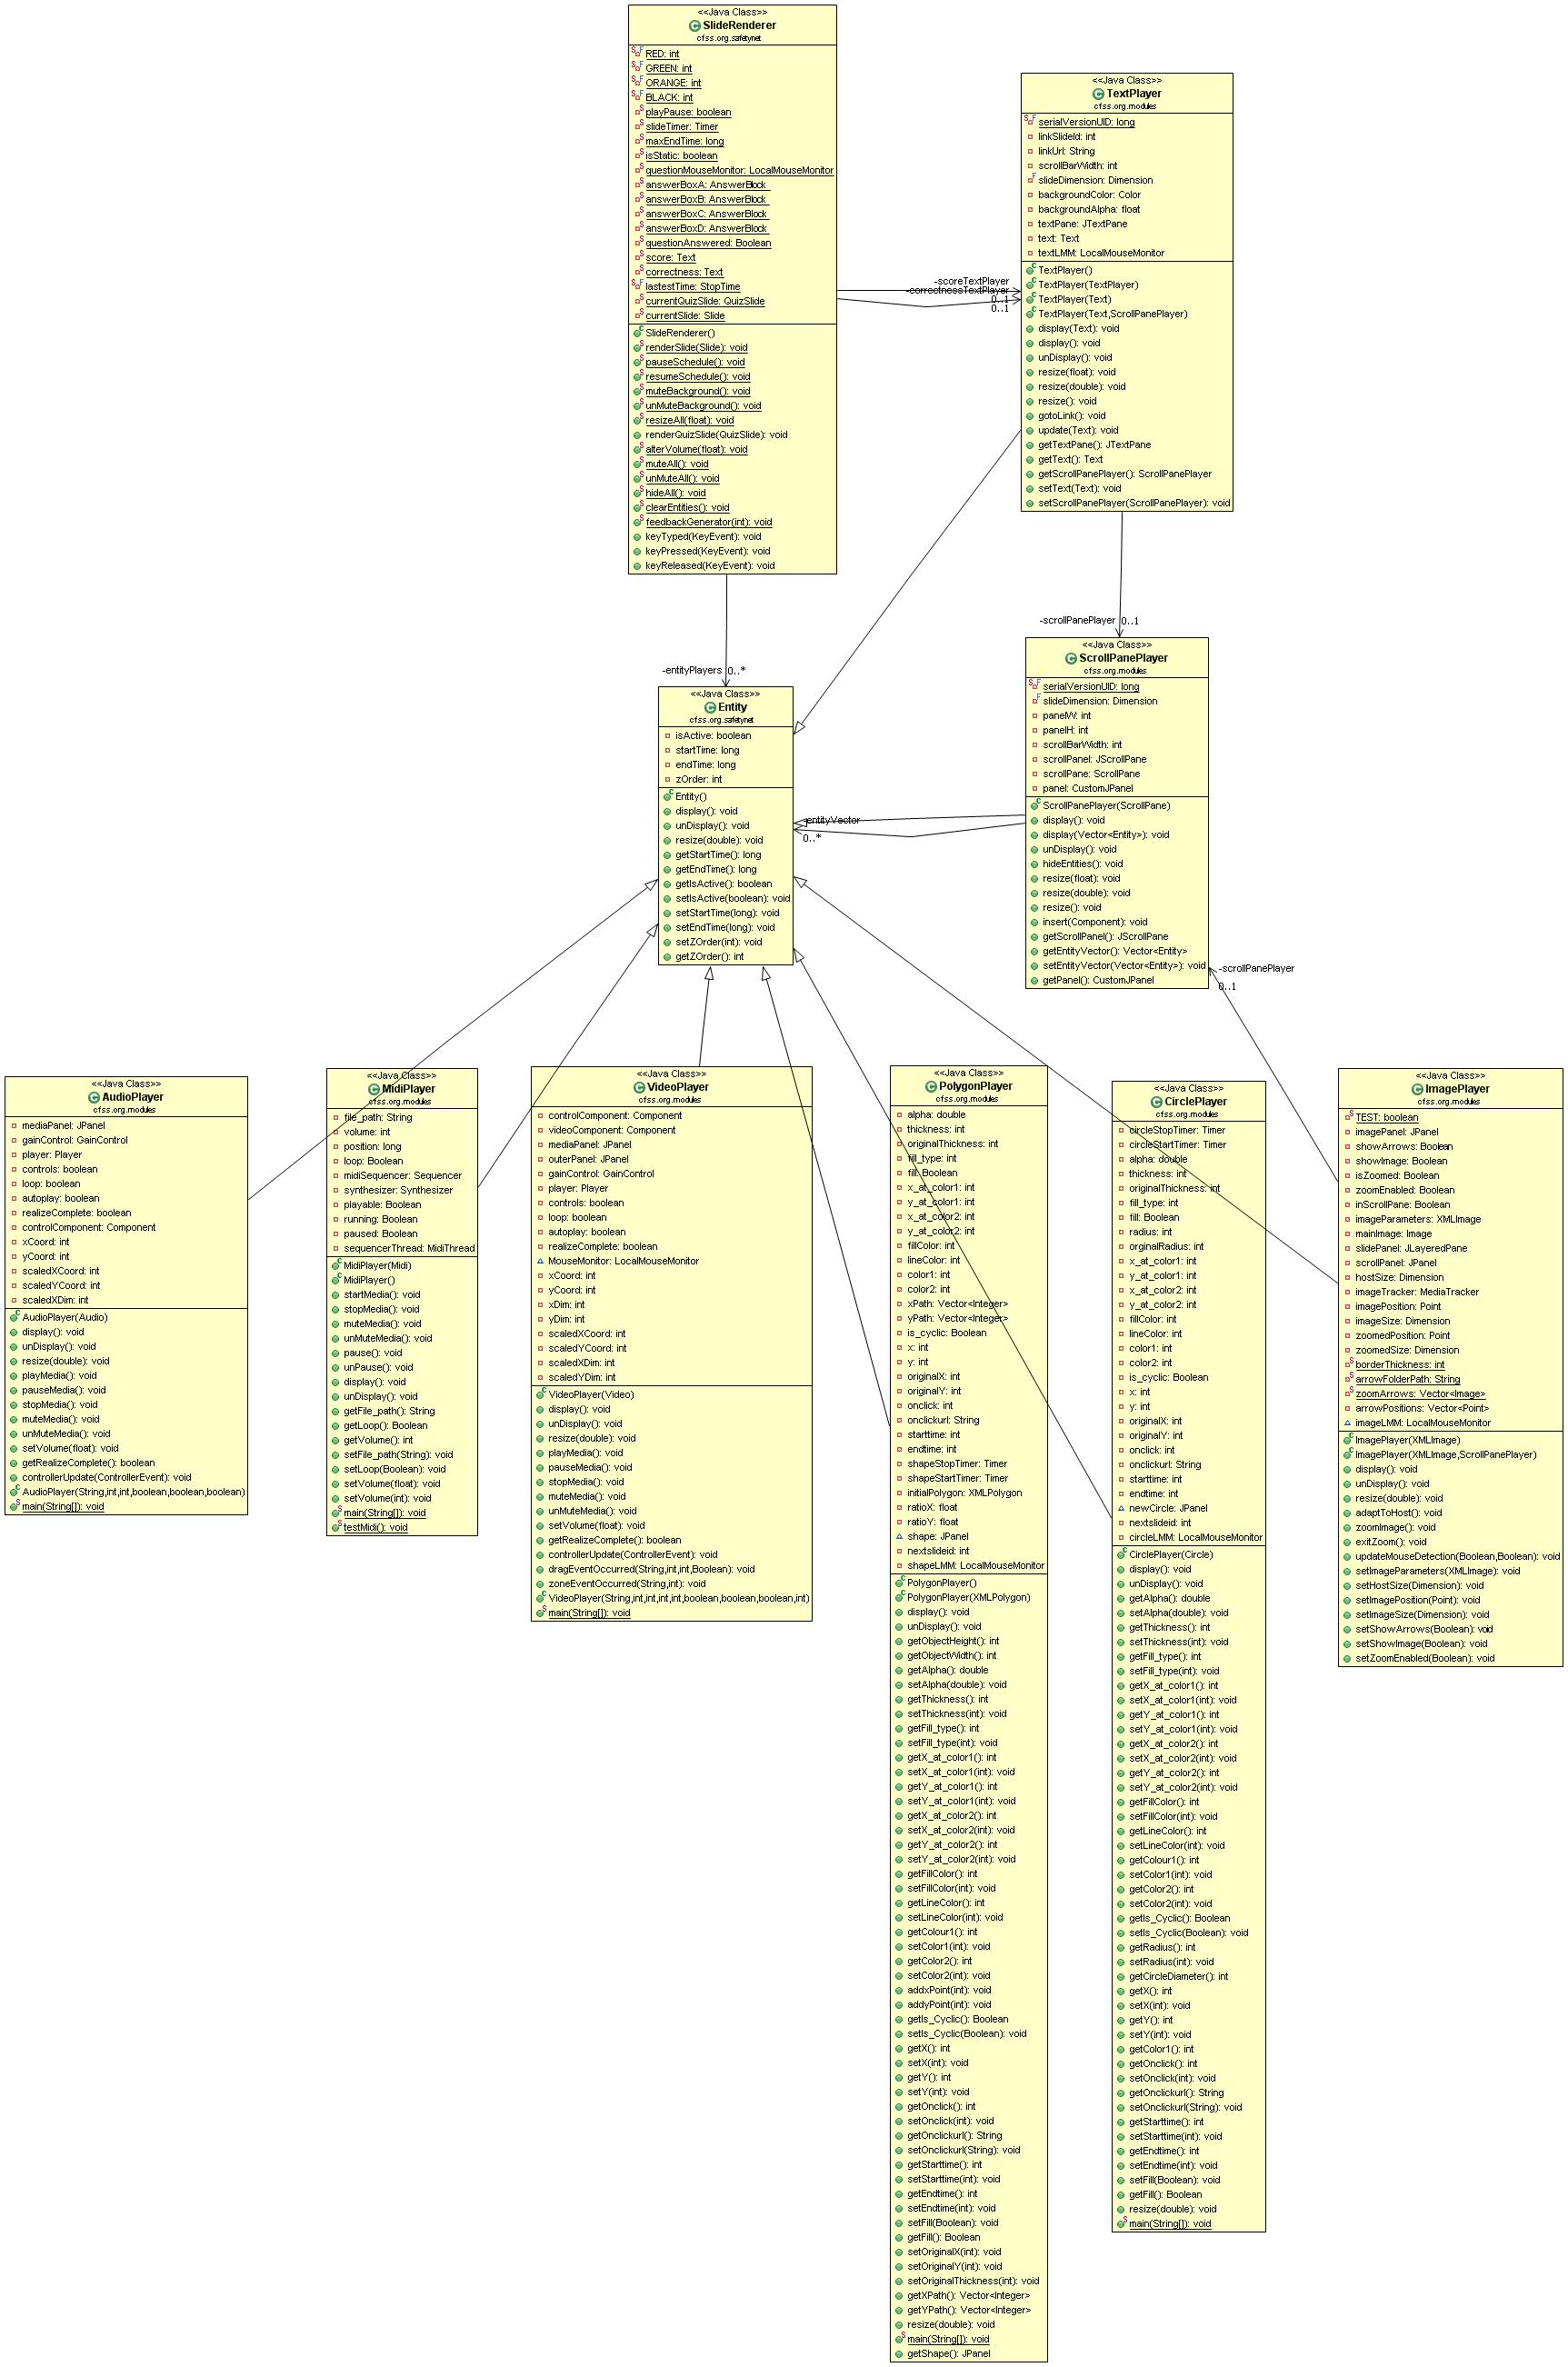 <<Java Class>>
SlideRenderer
cfss.org.safetynet
RED: int
GREEN: int
ORANGE: int
BLACK: int
playPause: boolean
slideTimer: Timer
maxEndTime: long
isStatic: boolean
questionMouseMonitor: LocalMouseMonitor
answerBoxA: AnswerBlock
answerBoxB: AnswerBlock
answerBoxC: AnswerBlock
answerBoxD: AnswerBlock
questionAnswered: Boolean
score: Text
correctness: Text
lastestTime: StopTime
currentQuizSlide: QuizSlide
currentSlide: Slide
SlideRenderer()
renderSlide(Slide): void
pauseSchedule(): void
resumeSchedule(): void
muteBackground(): void
unMuteBackground(): void
resizeAll(float): void
renderQuizSlide(QuizSlide): void
alterVolume(float): void
muteAll(): void
unMuteAll(): void
hideAll(): void
clearEntities(): void
feedbackGenerator(int): void
keyTyped(KeyEvent): void
keyPressed(KeyEvent): void
keyReleased(KeyEvent): void
-scoreTextPlayer
-correctnessTextPlayer
0..1
0..1
<<Java Class>>
TextPlayer
cfss.org.modules
serialVersionUID: long
linkSlideId: int
linkUrl: String
scrollBarWidth: int
slideDimension: Dimension
backgroundColor: Color
backgroundAlpha: float
textPane: JTextPane
text: Text
textLMM: LocalMouseMonitor
TextPlayer()
TextPlayer(TextPlayer)
TextPlayer(Text)
TextPlayer(Text,ScrollPanePlayer)
display(Text): void
display(): void
unDisplay(): void
resize(float): void
resize(double): void
resize(): void
gotoLink(): void
update(Text): void
getTextPane(): JTextPane
getText(): Text
getScrollPanePlayer(): ScrollPanePlayer
setText(Text): void
setScrollPanePlayer(ScrollPanePlayer): void
-scrollPanePlayer
0..1
-entityPlayers
0..*
<<Java Class>>
Entity
cfss.org.safetynet
isActive: boolean
startTime: long
endTime: long
zOrder: int
Entity()
display(): void
unDisplay(): void
resize(double): void
getStartTime(): long
getEndTime(): long
getIsActive(): boolean
setIsActive(boolean): void
setStartTime(long): void
setEndTime(long): void
setZOrder(int): void
getZOrder(): int
-entityVector
0..*
<<Java Class>>
ScrollPanePlayer
cfss.org.modules
serialVersionUID: long
slideDimension: Dimension
panelW: int
panelH: int
scrollBarWidth: int
scrollPanel: JScrollPane
scrollPane: ScrollPane
panel: CustomJPanel
ScrollPanePlayer(ScrollPane)
display(): void
display(Vector<Entity>): void
unDisplay(): void
hideEntities(): void
resize(float): void
resize(double): void
resize(): void
insert(Component): void
getScrollPanel(): JScrollPane
getEntityVector(): Vector<Entity>
setEntityVector(Vector<Entity>): void
getPanel(): CustomJPanel
-scrollPanePlayer
0..1
<<Java Class>>
AudioPlayer
cfss.org.modules
mediaPanel: JPanel
gainControl: GainControl
player: Player
controls: boolean
loop: boolean
autoplay: boolean
realizeComplete: boolean
controlComponent: Component
xCoord: int
yCoord: int
scaledXCoord: int
scaledYCoord: int
scaledXDim: int
AudioPlayer(Audio)
display(): void
unDisplay(): void
resize(double): void
playMedia(): void
pauseMedia(): void
stopMedia(): void
muteMedia(): void
unMuteMedia(): void
setVolume(float): void
getRealizeComplete(): boolean
controllerUpdate(ControllerEvent): void
AudioPlayer(String,int,int,boolean,boolean,boolean)
main(String[]): void
<<Java Class>>
MidiPlayer
cfss.org.modules
file_path: String
volume: int
position: long
loop: Boolean
midiSequencer: Sequencer
synthesizer: Synthesizer
playable: Boolean
running: Boolean
paused: Boolean
sequencerThread: MidiThread
MidiPlayer(Midi)
MidiPlayer()
startMedia(): void
stopMedia(): void
muteMedia(): void
unMuteMedia(): void
pause(): void
unPause(): void
display(): void
unDisplay(): void
getFile_path(): String
getLoop(): Boolean
getVolume(): int
setFile_path(String): void
setLoop(Boolean): void
setVolume(float): void
setVolume(int): void
main(String[]): void
testMidi(): void
<<Java Class>>
VideoPlayer
cfss.org.modules
controlComponent: Component
videoComponent: Component
mediaPanel: JPanel
outerPanel: JPanel
gainControl: GainControl
player: Player
controls: boolean
loop: boolean
autoplay: boolean
realizeComplete: boolean
MouseMonitor: LocalMouseMonitor
xCoord: int
yCoord: int
xDim: int
yDim: int
scaledXCoord: int
scaledYCoord: int
scaledXDim: int
scaledYDim: int
VideoPlayer(Video)
display(): void
unDisplay(): void
resize(double): void
playMedia(): void
pauseMedia(): void
stopMedia(): void
muteMedia(): void
unMuteMedia(): void
setVolume(float): void
getRealizeComplete(): boolean
controllerUpdate(ControllerEvent): void
dragEventOccurred(String,int,int,Boolean): void
zoneEventOccurred(String,int): void
VideoPlayer(String,int,int,int,int,boolean,boolean,boolean,int)
main(String[]): void
<<Java Class>>
PolygonPlayer
cfss.org.modules
alpha: double
thickness: int
originalThickness: int
fill_type: int
fill: Boolean
x_at_color1: int
y_at_color1: int
x_at_color2: int
y_at_color2: int
fillColor: int
lineColor: int
color1: int
color2: int
xPath: Vector<Integer>
yPath: Vector<Integer>
is_cyclic: Boolean
x: int
y: int
originalX: int
originalY: int
onclick: int
onclickurl: String
starttime: int
endtime: int
shapeStopTimer: Timer
shapeStartTimer: Timer
initialPolygon: XMLPolygon
ratioX: float
ratioY: float
shape: JPanel
nextslideid: int
shapeLMM: LocalMouseMonitor
PolygonPlayer()
PolygonPlayer(XMLPolygon)
display(): void
unDisplay(): void
getObjectHeight(): int
getObjectWidth(): int
getAlpha(): double
setAlpha(double): void
getThickness(): int
setThickness(int): void
getFill_type(): int
setFill_type(int): void
getX_at_color1(): int
setX_at_color1(int): void
getY_at_color1(): int
setY_at_color1(int): void
getX_at_color2(): int
setX_at_color2(int): void
getY_at_color2(): int
setY_at_color2(int): void
getFillColor(): int
setFillColor(int): void
getLineColor(): int
setLineColor(int): void
getColour1(): int
setColor1(int): void
getColor2(): int
setColor2(int): void
addxPoint(int): void
addyPoint(int): void
getIs_Cyclic(): Boolean
setIs_Cyclic(Boolean): void
getX(): int
setX(int): void
getY(): int
setY(int): void
getOnclick(): int
setOnclick(int): void
getOnclickurl(): String
setOnclickurl(String): void
getStarttime(): int
setStarttime(int): void
getEndtime(): int
setEndtime(int): void
setFill(Boolean): void
getFill(): Boolean
setOriginalX(int): void
setOriginalY(int): void
setOriginalThickness(int): void
getXPath(): Vector<Integer>
getYPath(): Vector<Integer>
resize(double): void
main(String[]): void
getShape(): JPanel
<<Java Class>>
CirclePlayer
cfss.org.modules
circleStopTimer: Timer
circleStartTimer: Timer
alpha: double
thickness: int
originalThickness: int
fill_type: int
fill: Boolean
radius: int
orginalRadius: int
x_at_color1: int
y_at_color1: int
x_at_color2: int
y_at_color2: int
fillColor: int
lineColor: int
color1: int
color2: int
is_cyclic: Boolean
x: int
y: int
originalX: int
originalY: int
onclick: int
onclickurl: String
starttime: int
endtime: int
newCircle: JPanel
nextslideid: int
circleLMM: LocalMouseMonitor
CirclePlayer(Circle)
display(): void
unDisplay(): void
getAlpha(): double
setAlpha(double): void
getThickness(): int
setThickness(int): void
getFill_type(): int
setFill_type(int): void
getX_at_color1(): int
setX_at_color1(int): void
getY_at_color1(): int
setY_at_color1(int): void
getX_at_color2(): int
setX_at_color2(int): void
getY_at_color2(): int
setY_at_color2(int): void
getFillColor(): int
setFillColor(int): void
getLineColor(): int
setLineColor(int): void
getColour1(): int
setColor1(int): void
getColor2(): int
setColor2(int): void
getIs_Cyclic(): Boolean
setIs_Cyclic(Boolean): void
getRadius(): int
setRadius(int): void
getCircleDiameter(): int
getX(): int
setX(int): void
getY(): int
setY(int): void
getColor1(): int
getOnclick(): int
setOnclick(int): void
getOnclickurl(): String
setOnclickurl(String): void
getStarttime(): int
setStarttime(int): void
getEndtime(): int
setEndtime(int): void
setFill(Boolean): void
getFill(): Boolean
resize(double): void
main(String[]): void
<<Java Class>>
ImagePlayer
cfss.org.modules
TEST: boolean
imagePanel: JPanel
showArrows: Boolean
showImage: Boolean
isZoomed: Boolean
zoomEnabled: Boolean
inScrollPane: Boolean
imageParameters: XMLImage
mainImage: Image
slidePanel: JLayeredPane
scrollPanel: JPanel
hostSize: Dimension
imageTracker: MediaTracker
imagePosition: Point
imageSize: Dimension
zoomedPosition: Point
zoomedSize: Dimension
borderThickness: int
arrowFolderPath: String
zoomArrows: Vector<Image>
arrowPositions: Vector<Point>
imageLMM: LocalMouseMonitor
ImagePlayer(XMLImage)
ImagePlayer(XMLImage,ScrollPanePlayer)
display(): void
unDisplay(): void
resize(double): void
adaptToHost(): void
zoomImage(): void
exitZoom(): void
updateMouseDetection(Boolean,Boolean): void
setImageParameters(XMLImage): void
setHostSize(Dimension): void
setImagePosition(Point): void
setImageSize(Dimension): void
setShowArrows(Boolean): void
setShowImage(Boolean): void
setZoomEnabled(Boolean): void